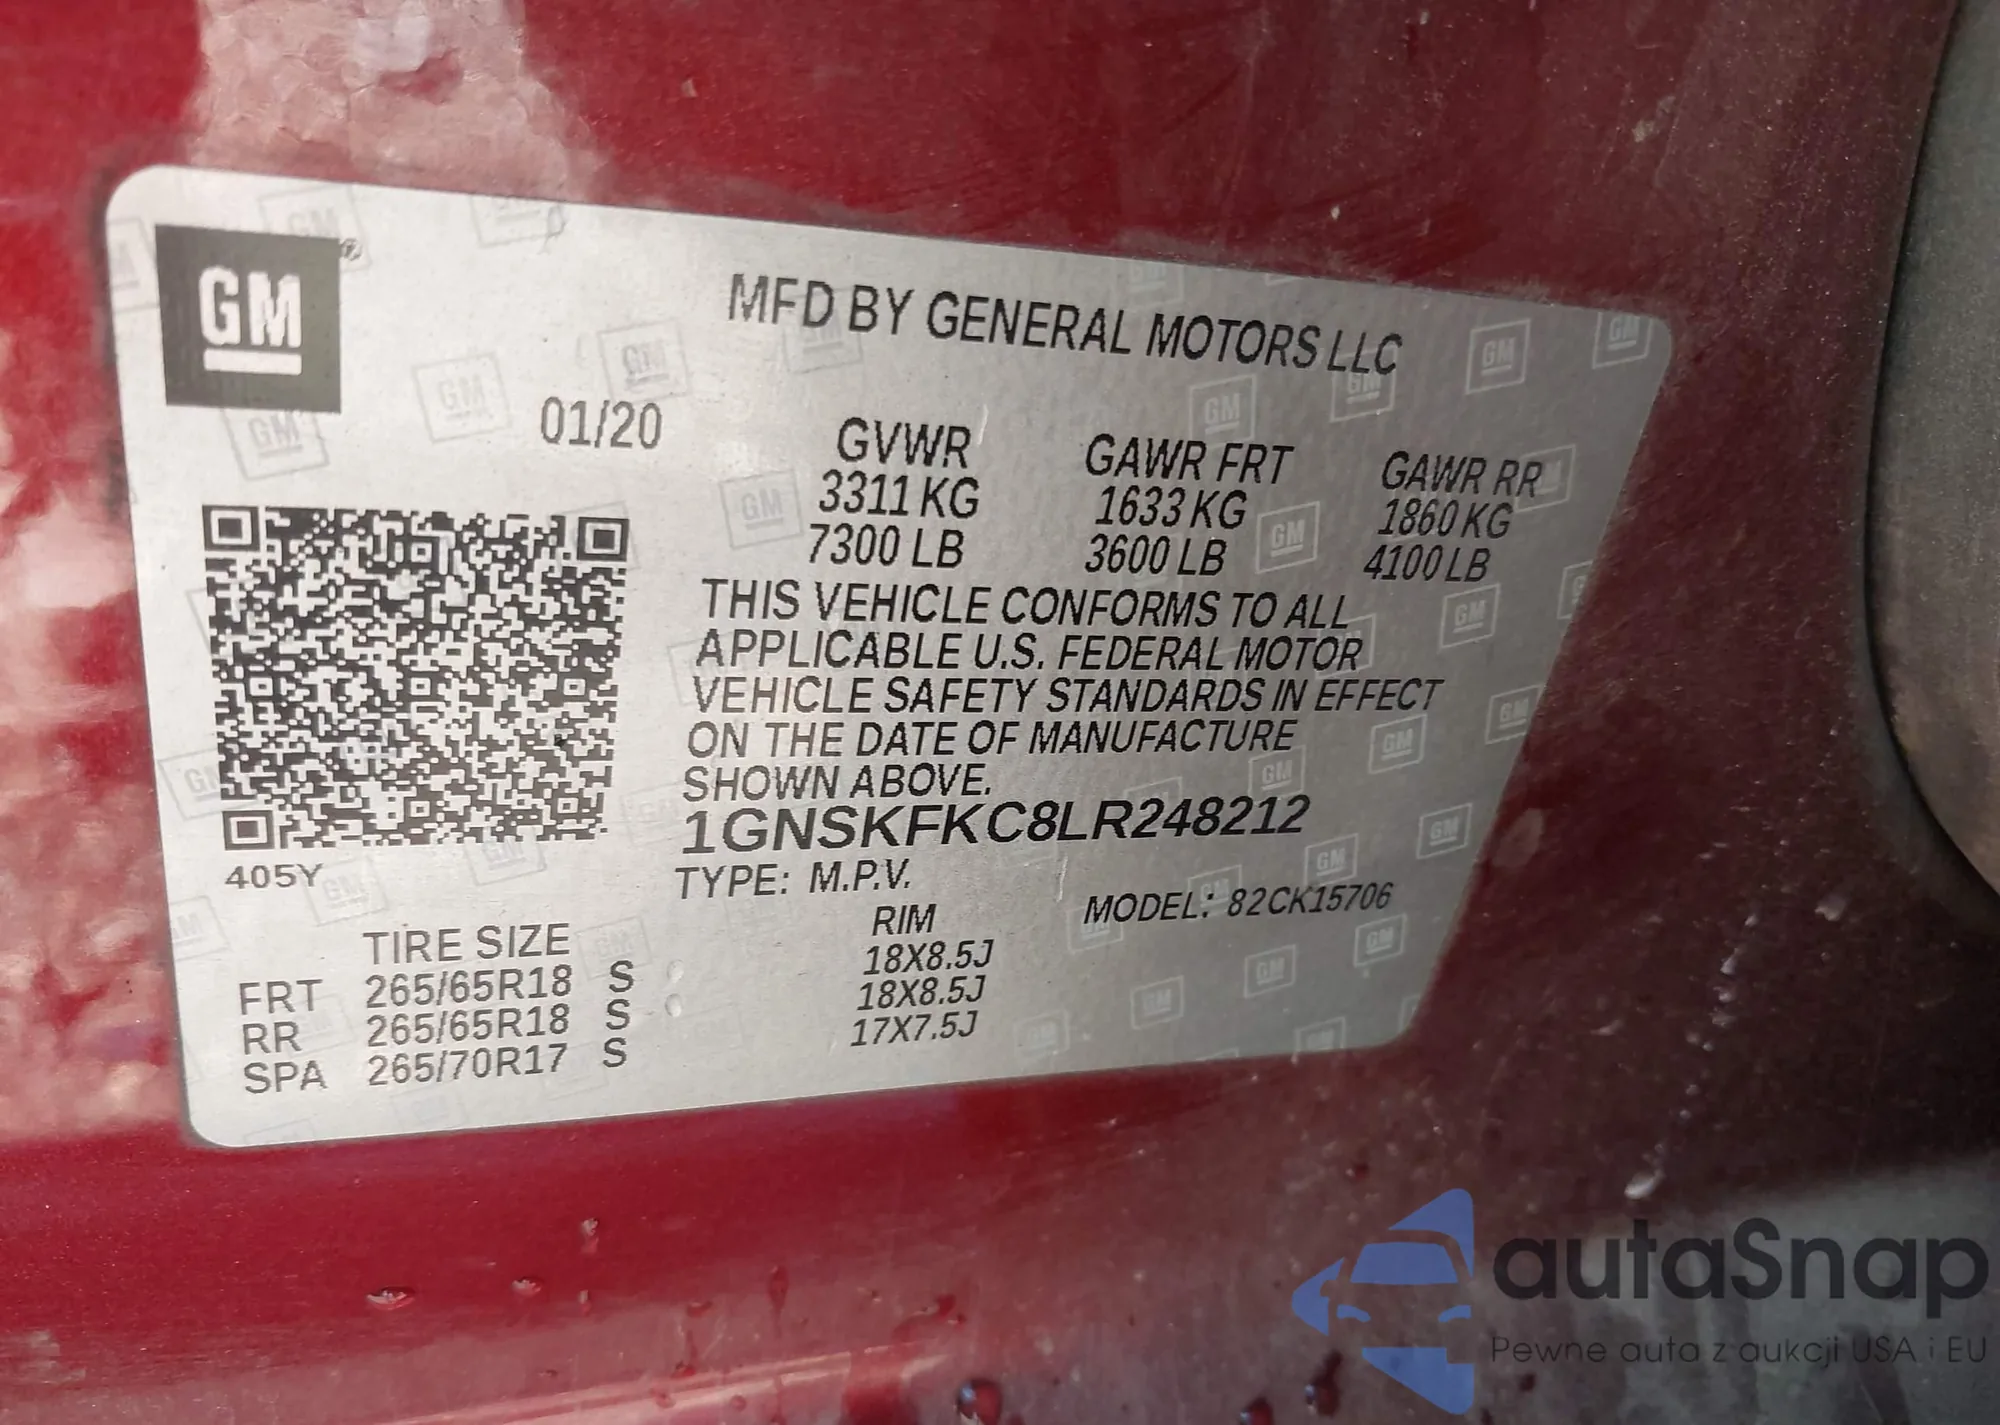 GM®
MFD BY GENERAL MOTORS LLC
01/20
GVWR GAWR FRT GAWR RR
3311 KG 1633 KG 1860 KG
7300 LB 3600 LB 4100 LB
THIS VEHICLE CONFORMS TO ALL
APPLICABLE U.S. FEDERAL MOTOR
VEHICLE SAFETY STANDARDS IN EFFECT
ON THE DATE OF MANUFACTURE
SHOWN ABOVE.
1GNSKFKC8LR248212
405Y
TYPE: M.P.V. MODEL: 82CK15706
TIRE SIZE RIM
FRT 265/65R18 S 18X8.5J
RR 265/65R18 S 18X8.5J
SPA 265/70R17 S 17X7.5J
autaSnap
Pewne auta z aukcji USA i EU